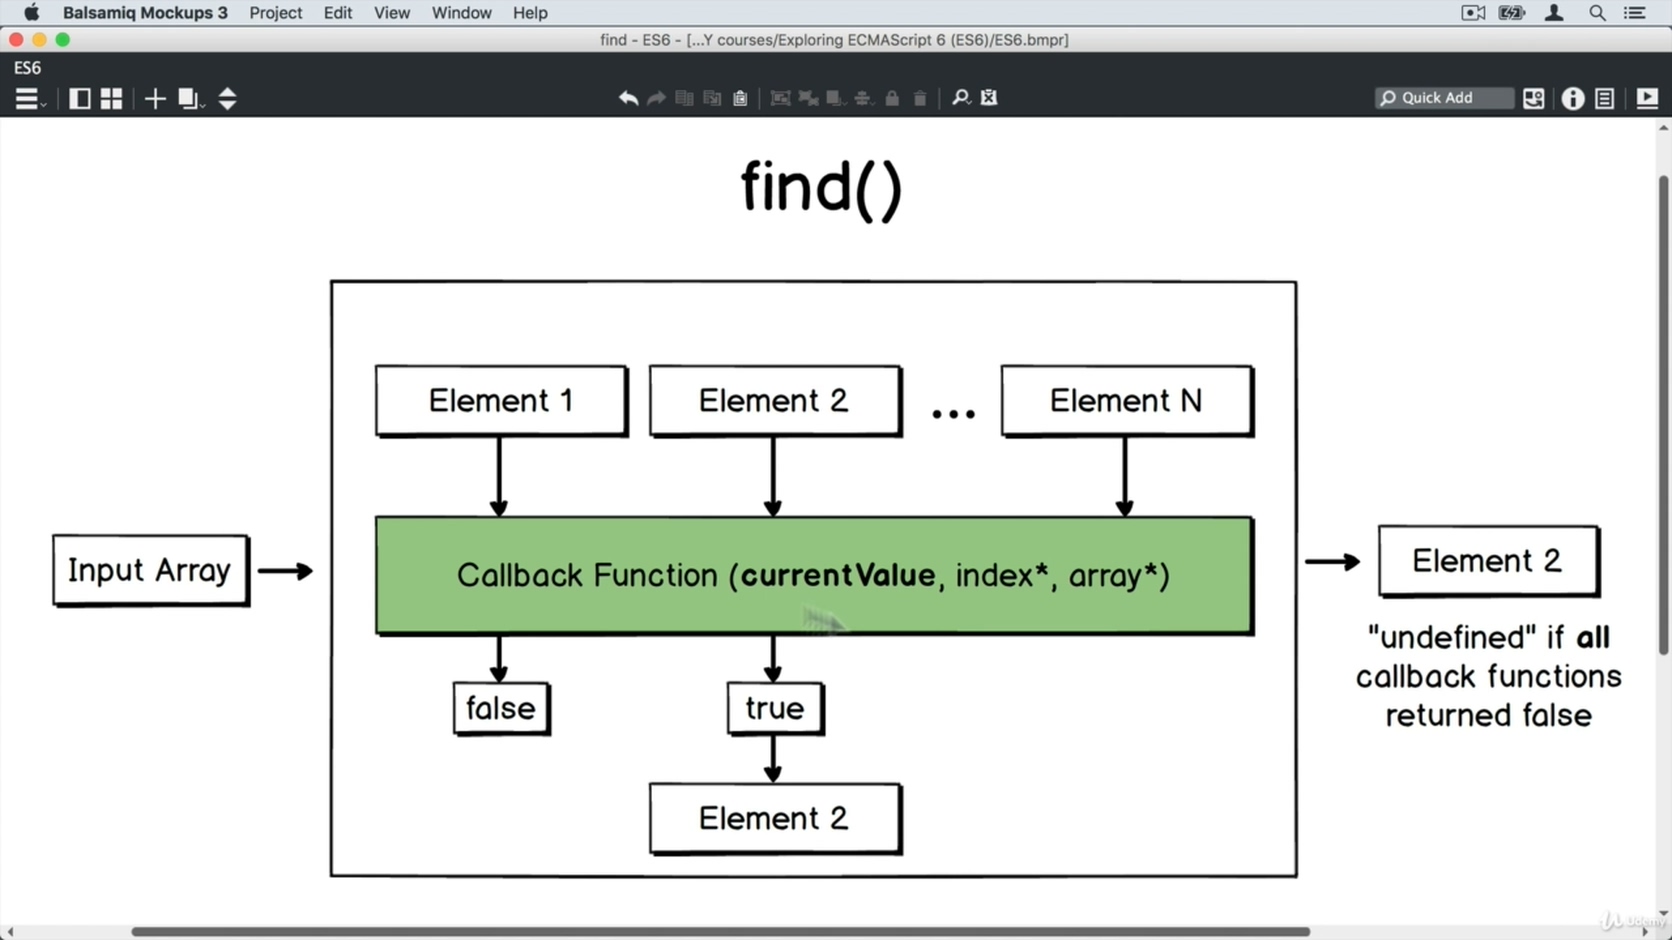 Balsamiq Mockups 3 Project Edit View Window Help
find - ES6 - [...Y courses/Exploring ECMAScript 6 (ES6)/ES6.bmpr]
ES6
Quick Add
find()
Element 1
Element 2
...
Element N
Input Array
Callback Function (currentValue, index*, array*)
Element 2
"undefined" if all
callback functions
returned false
false
true
Element 2
Udemy